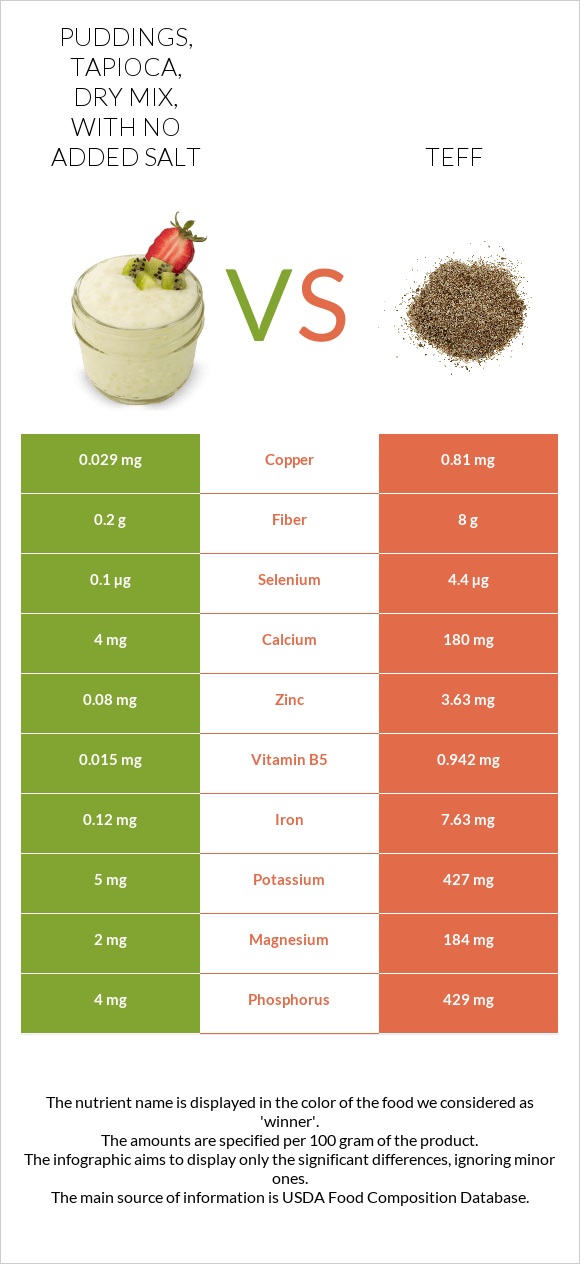 PUDDINGS,
TAPIOCA,
DRY MIX,
WITH NO
ADDED SALT
TEFF
VS
0.029 mg Copper 0.81 mg
0.2 g Fiber 8 g
0.1 µg Selenium 4.4 µg
4 mg Calcium 180 mg
0.08 mg Zinc 3.63 mg
0.015 mg Vitamin B5 0.942 mg
0.12 mg Iron 7.63 mg
5 mg Potassium 427 mg
2 mg Magnesium 184 mg
4 mg Phosphorus 429 mg
The nutrient name is displayed in the color of the food we considered as
'winner'.
The amounts are specified per 100 gram of the product.
The infographic aims to display only the significant differences, ignoring minor
ones.
The main source of information is USDA Food Composition Database.